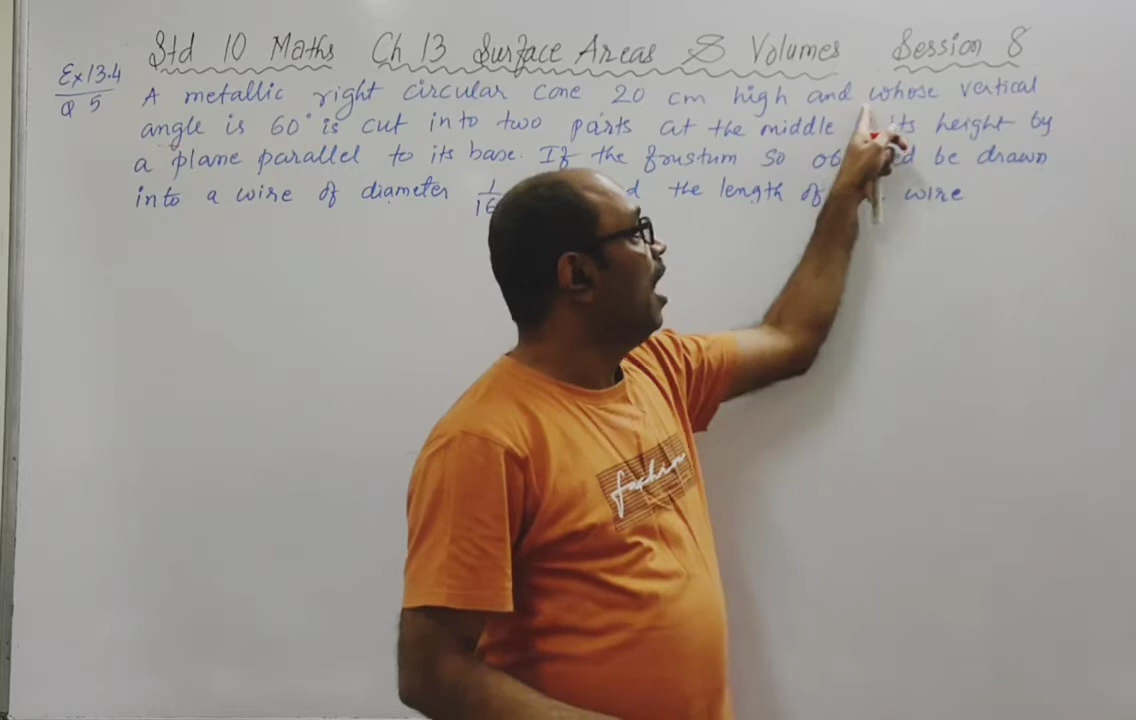 Std 10 Maths Ch 13 Surface Areas & Volumes Session 8
Ex 13.4
Q 5
A metallic right circular cone 20 cm high and whose vertical
angle is 60° is cut into two parts at the middle its height by
a plane parallel to its base. If the frustum so be drawn
into a wire of diameter the length of wire
fashion